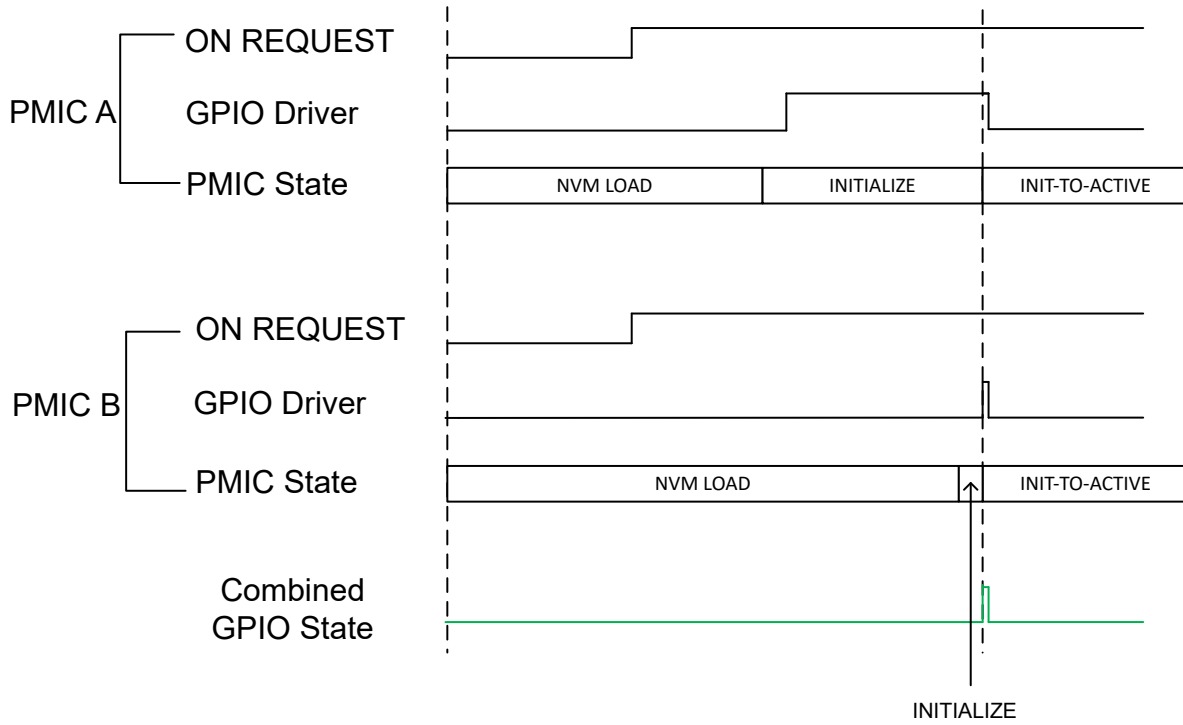 ON REQUEST
PMIC A
GPIO Driver
PMIC State
NVM LOAD
INITIALIZE
INIT-TO-ACTIVE
ON REQUEST
PMIC B
GPIO Driver
PMIC State
NVM LOAD
INIT-TO-ACTIVE
Combined
GPIO State
INITIALIZE